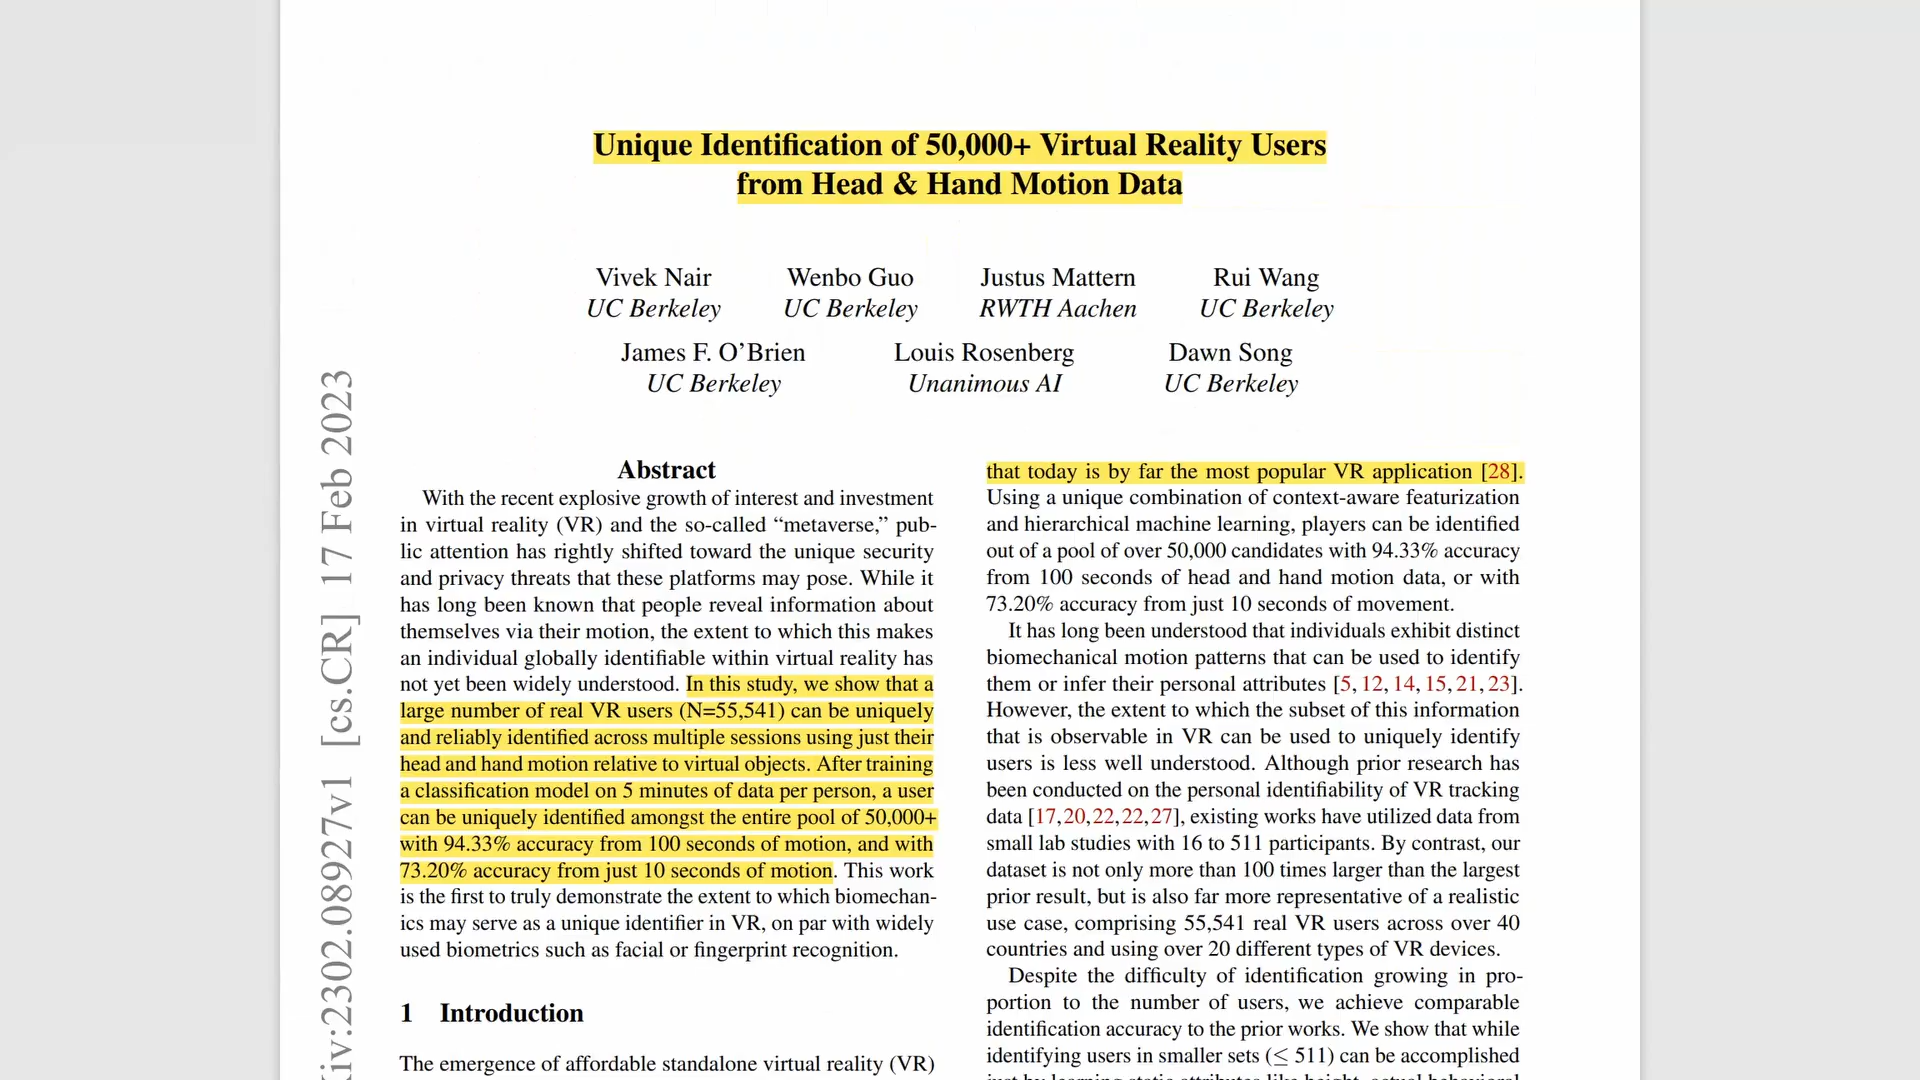 Unique Identification of 50,000+ Virtual Reality Users
from Head & Hand Motion Data
Vivek Nair
UC Berkeley
Wenbo Guo
UC Berkeley
Justus Mattern
RWTH Aachen
Rui Wang
UC Berkeley
James F. O’Brien
UC Berkeley
Louis Rosenberg
Unanimous AI
Dawn Song
UC Berkeley
Kiv:2302.08927v1 [cs.CR] 17 Feb 2023
Abstract
With the recent explosive growth of interest and investment
in virtual reality (VR) and the so-called “metaverse,” pub-
lic attention has rightly shifted toward the unique security
and privacy threats that these platforms may pose. While it
has long been known that people reveal information about
themselves via their motion, the extent to which this makes
an individual globally identifiable within virtual reality has
not yet been widely understood. In this study, we show that a
large number of real VR users (N=55,541) can be uniquely
and reliably identified across multiple sessions using just their
head and hand motion relative to virtual objects. After training
a classification model on 5 minutes of data per person, a user
can be uniquely identified amongst the entire pool of 50,000+
with 94.33% accuracy from 100 seconds of motion, and with
73.20% accuracy from just 10 seconds of motion. This work
is the first to truly demonstrate the extent to which biomechan-
ics may serve as a unique identifier in VR, on par with widely
used biometrics such as facial or fingerprint recognition.
1 Introduction
The emergence of affordable standalone virtual reality (VR)
that today is by far the most popular VR application [28].
Using a unique combination of context-aware featurization
and hierarchical machine learning, players can be identified
out of a pool of over 50,000 candidates with 94.33% accuracy
from 100 seconds of head and hand motion data, or with
73.20% accuracy from just 10 seconds of movement.
It has long been understood that individuals exhibit distinct
biomechanical motion patterns that can be used to identify
them or infer their personal attributes [5, 12, 14, 15, 21, 23].
However, the extent to which the subset of this information
that is observable in VR can be used to uniquely identify
users is less well understood. Although prior research has
been conducted on the personal identifiability of VR tracking
data [17,20,22,22,27], existing works have utilized data from
small lab studies with 16 to 511 participants. By contrast, our
dataset is not only more than 100 times larger than the largest
prior result, but is also far more representative of a realistic
use case, comprising 55,541 real VR users across over 40
countries and using over 20 different types of VR devices.
Despite the difficulty of identification growing in pro-
portion to the number of users, we achieve comparable
identification accuracy to the prior works. We show that while
identifying users in smaller sets (≤ 511) can be accomplished